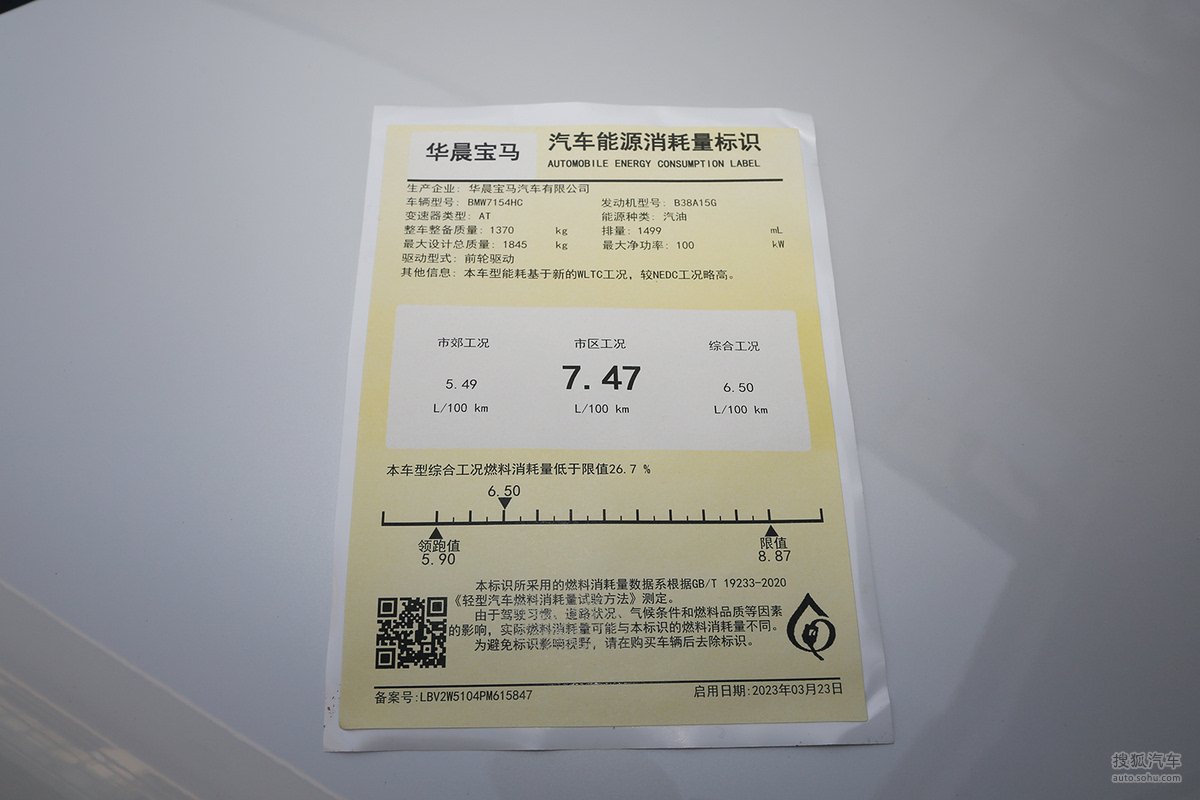 华晨宝马
汽车能源消耗量标识
AUTOMOBILE ENERGY CONSUMPTION LABEL
生产企业: 华晨宝马汽车有限公司
车辆型号: BMW7154HC 发动机型号: B38A15G
变速器类型: AT 能源种类: 汽油
整车整备质量: 1370 kg 排量: 1499 mL
最大设计总质量: 1845 kg 最大净功率: 100 kW
驱动型式: 前轮驱动
其他信息: 本车型能耗基于新的WLTC工况，较NEDC工况略高。
市郊工况 市区工况 综合工况
5.49 7.47 6.50
L/100 km L/100 km L/100 km
本车型综合工况燃料消耗量低于限值26.7 %
6.50
领跑值 限值
5.90 8.87
本标识所采用的燃料消耗量数据系根据GB/T 19233-2020
《轻型汽车燃料消耗量试验方法》测定。
由于驾驶习惯、道路状况、气候条件和燃料品质等因素
的影响，实际燃料消耗量可能与本标识的燃料消耗量不同。
为避免标识影响视野，请在购买车辆后去除标识。
备案号:LBV2W5104PM615847 启用日期:2023年03月23日
搜狐汽车
auto.sohu.com